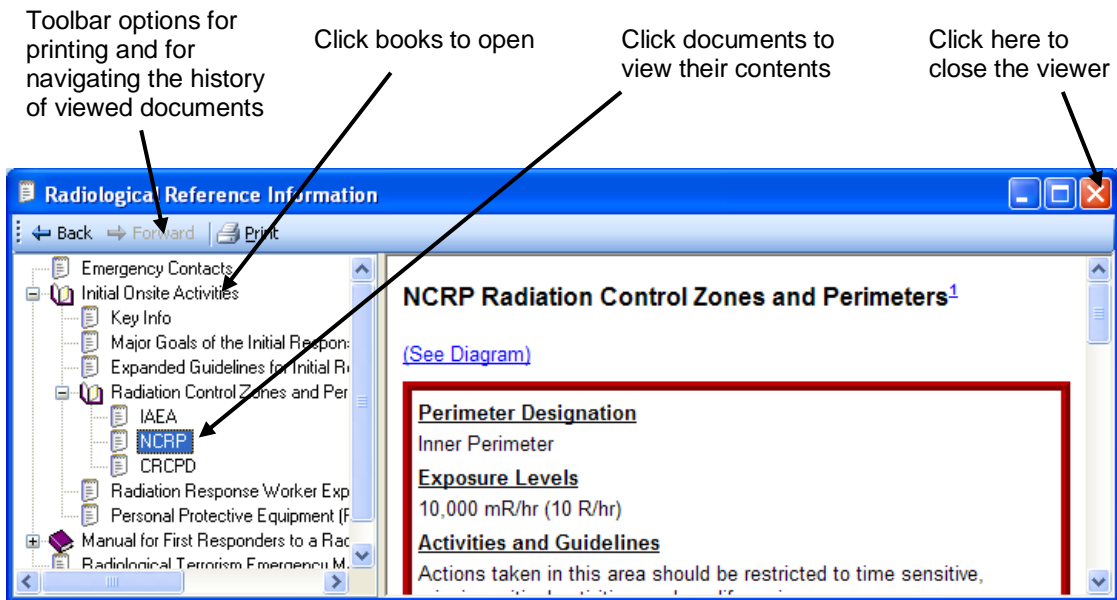 Toolbar options for
printing and for
navigating the history
of viewed documents
Click books to open
Click documents to
view their contents
Click here to
close the viewer
Radiological Reference Information
Back Forward Print
Emergency Contacts
Initial Onsite Activities
Key Info
Major Goals of the Initial
Expanded Guidelines for Initial
Radiation Control Zones and Per
IAEA
NCRP
CRCPD
Radiation Response Worker Exp
Personal Protective Equipment
Manual for First Responders to a Rad
Radiological Terrorism Emergency M
NCRP Radiation Control Zones and Perimeters1
(See Diagram)
Perimeter Designation
Inner Perimeter
Exposure Levels
10,000 mR/hr (10 R/hr)
Activities and Guidelines
Actions taken in this area should be restricted to time sensitive,